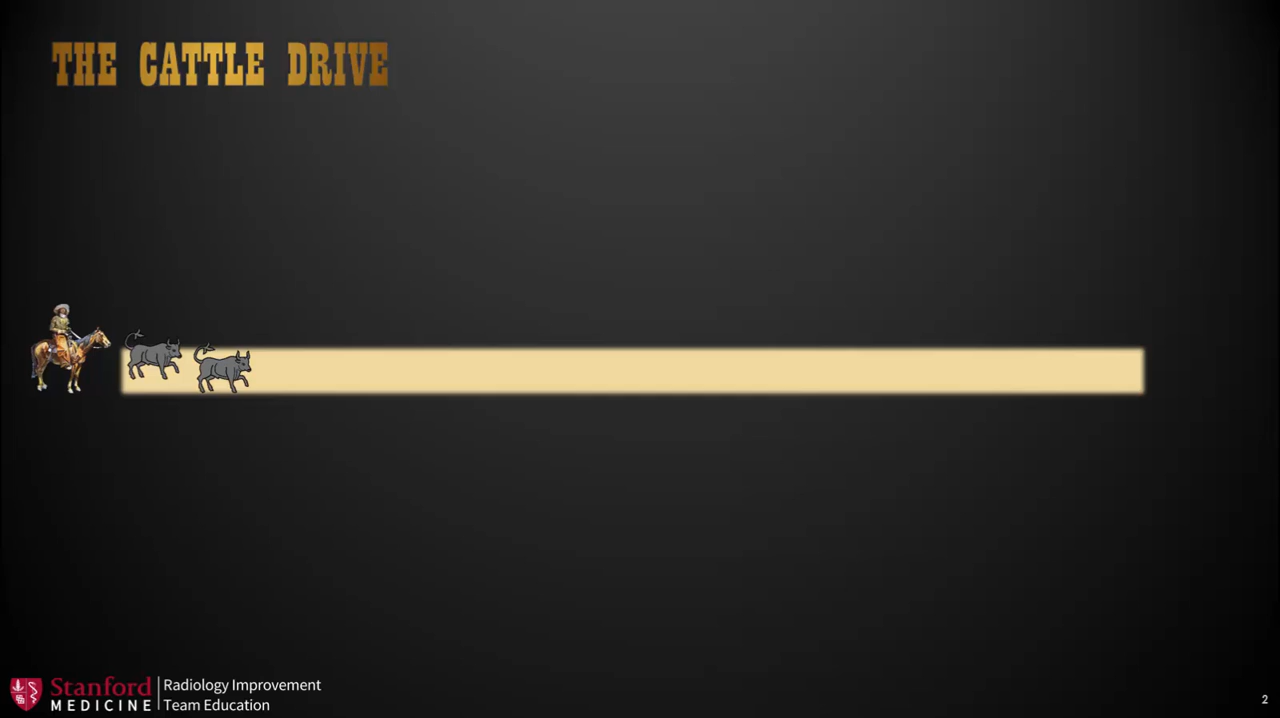 THE CATTLE DRIVE
Stanford
MEDICINE
Radiology Improvement
Team Education
2